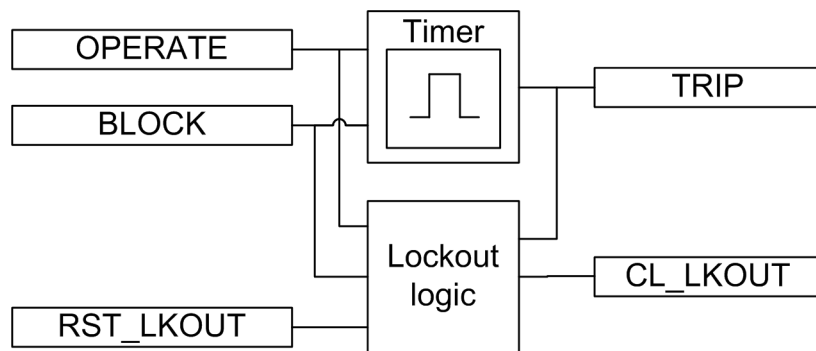 OPERATE
Timer
BLOCK
TRIP
Lockout
logic
CL_LKOUT
RST_LKOUT